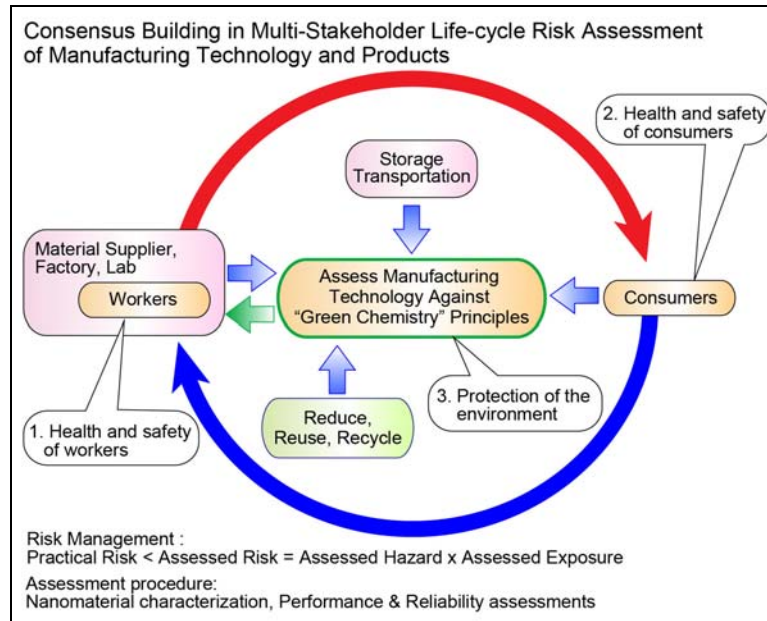 Consensus Building in Multi-Stakeholder Life-cycle Risk Assessment
of Manufacturing Technology and Products
2. Health and safety
of consumers
Storage
Transportation
Material Supplier,
Factory, Lab
Workers
Assess Manufacturing
Technology Against
“Green Chemistry” Principles
Consumers
1. Health and safety
of workers
Reduce,
Reuse, Recycle
3. Protection of the
environment
Risk Management :
Practical Risk < Assessed Risk = Assessed Hazard x Assessed Exposure
Assessment procedure:
Nanomaterial characterization, Performance & Reliability assessments